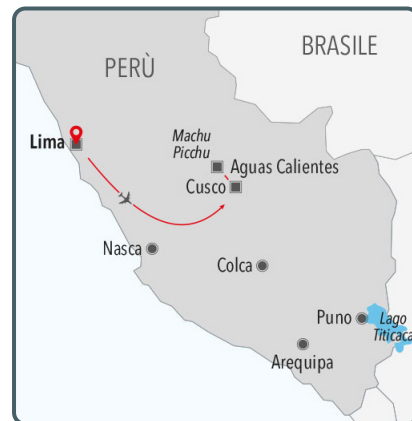 BRASILE
PERÙ
Machu
Picchu
Lima
Aguas Calientes
Cusco
Nasca
Colca
Puno
Lago
Titicaca
Arequipa